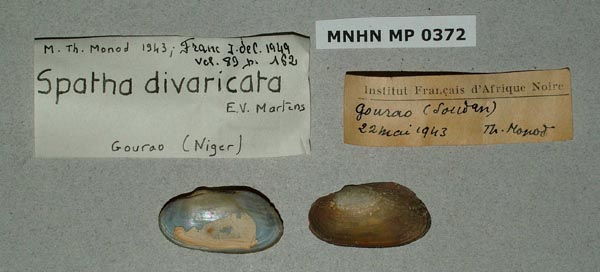 M. Th. Monod 1943; Franc J. de C. 1949
vol. 89 p. 162
Spatha divaricata
E.V. Martens
Gourao (Niger)
MNHN MP 0372
Institut Français d'Afrique Noire
Gourao (Soudan)
22 mai 1943 Th. Monod